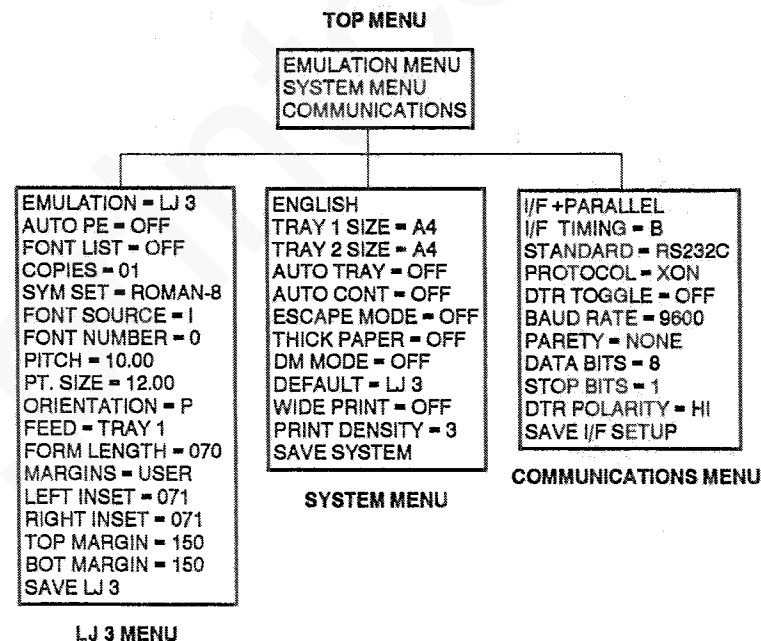 TOP MENU
EMULATION MENU
SYSTEM MENU
COMMUNICATIONS
EMULATION = LJ 3
AUTO PE = OFF
FONT LIST = OFF
COPIES = 01
SYM SET = ROMAN-8
FONT SOURCE = I
FONT NUMBER = 0
PITCH = 10.00
PT. SIZE = 12.00
ORIENTATION = P
FEED = TRAY 1
FORM LENGTH = 070
MARGINS = USER
LEFT INSET = 071
RIGHT INSET = 071
TOP MARGIN = 150
BOT MARGIN = 150
SAVE LJ 3
LJ 3 MENU
ENGLISH
TRAY 1 SIZE = A4
TRAY 2 SIZE = A4
AUTO TRAY = OFF
AUTO CONT = OFF
ESCAPE MODE = OFF
THICK PAPER = OFF
DM MODE = OFF
DEFAULT = LJ 3
WIDE PRINT = OFF
PRINT DENSITY = 3
SAVE SYSTEM
SYSTEM MENU
I/F +PARALLEL
I/F TIMING = B
STANDARD = RS232C
PROTOCOL = XON
DTR TOGGLE = OFF
BAUD RATE = 9600
PARETY = NONE
DATA BITS = 8
STOP BITS = 1
DTR POLARITY = HI
SAVE I/F SETUP
COMMUNICATIONS MENU